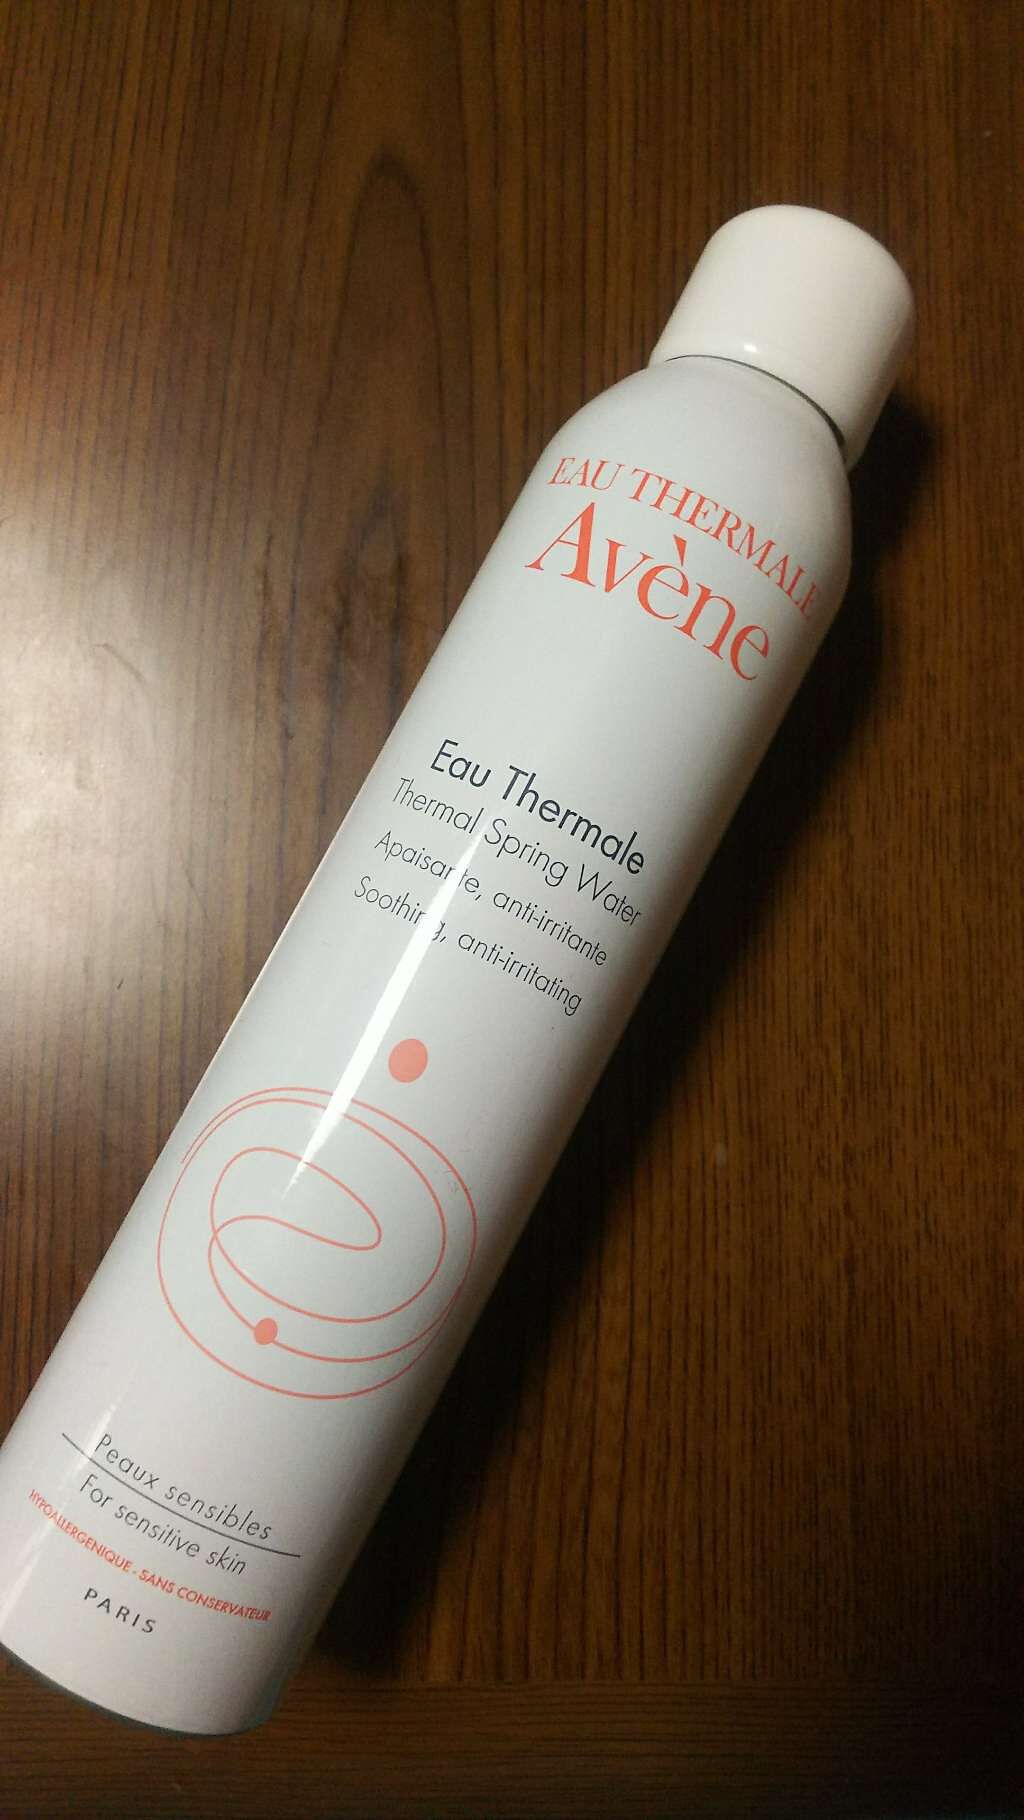 EAU THERMALE
Avène
Eau Thermale
Thermal Spring Water
Apaisante, anti-irritante
Soothing, anti-irritating
Peaux sensibles
For sensitive skin
HYPOALLERGENIQUE - SANS CONSERVATEUR
PARIS